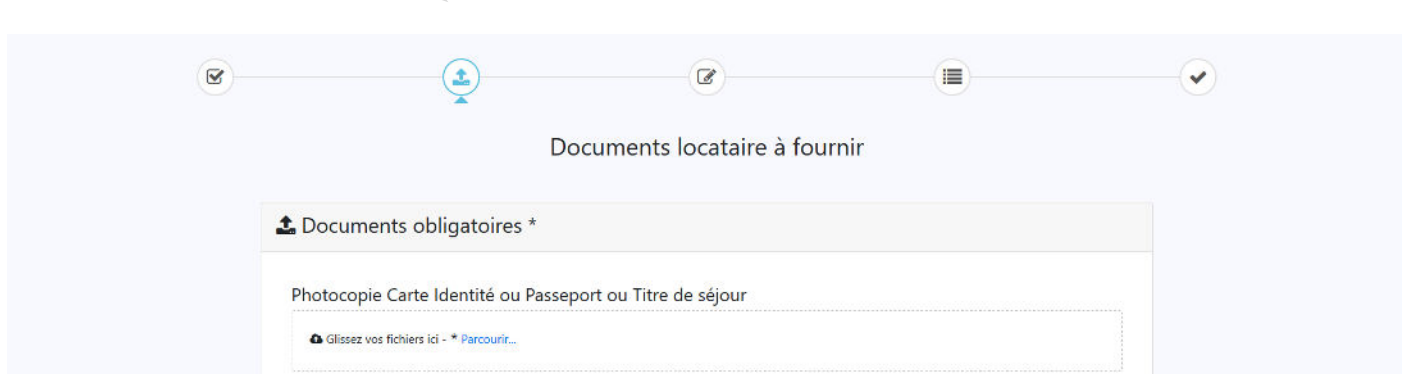 Documents locataire à fournir
Documents obligatoires *
Photocopie Carte Identité ou Passeport ou Titre de séjour
Glissez vos fichiers ici - * Parcourir...